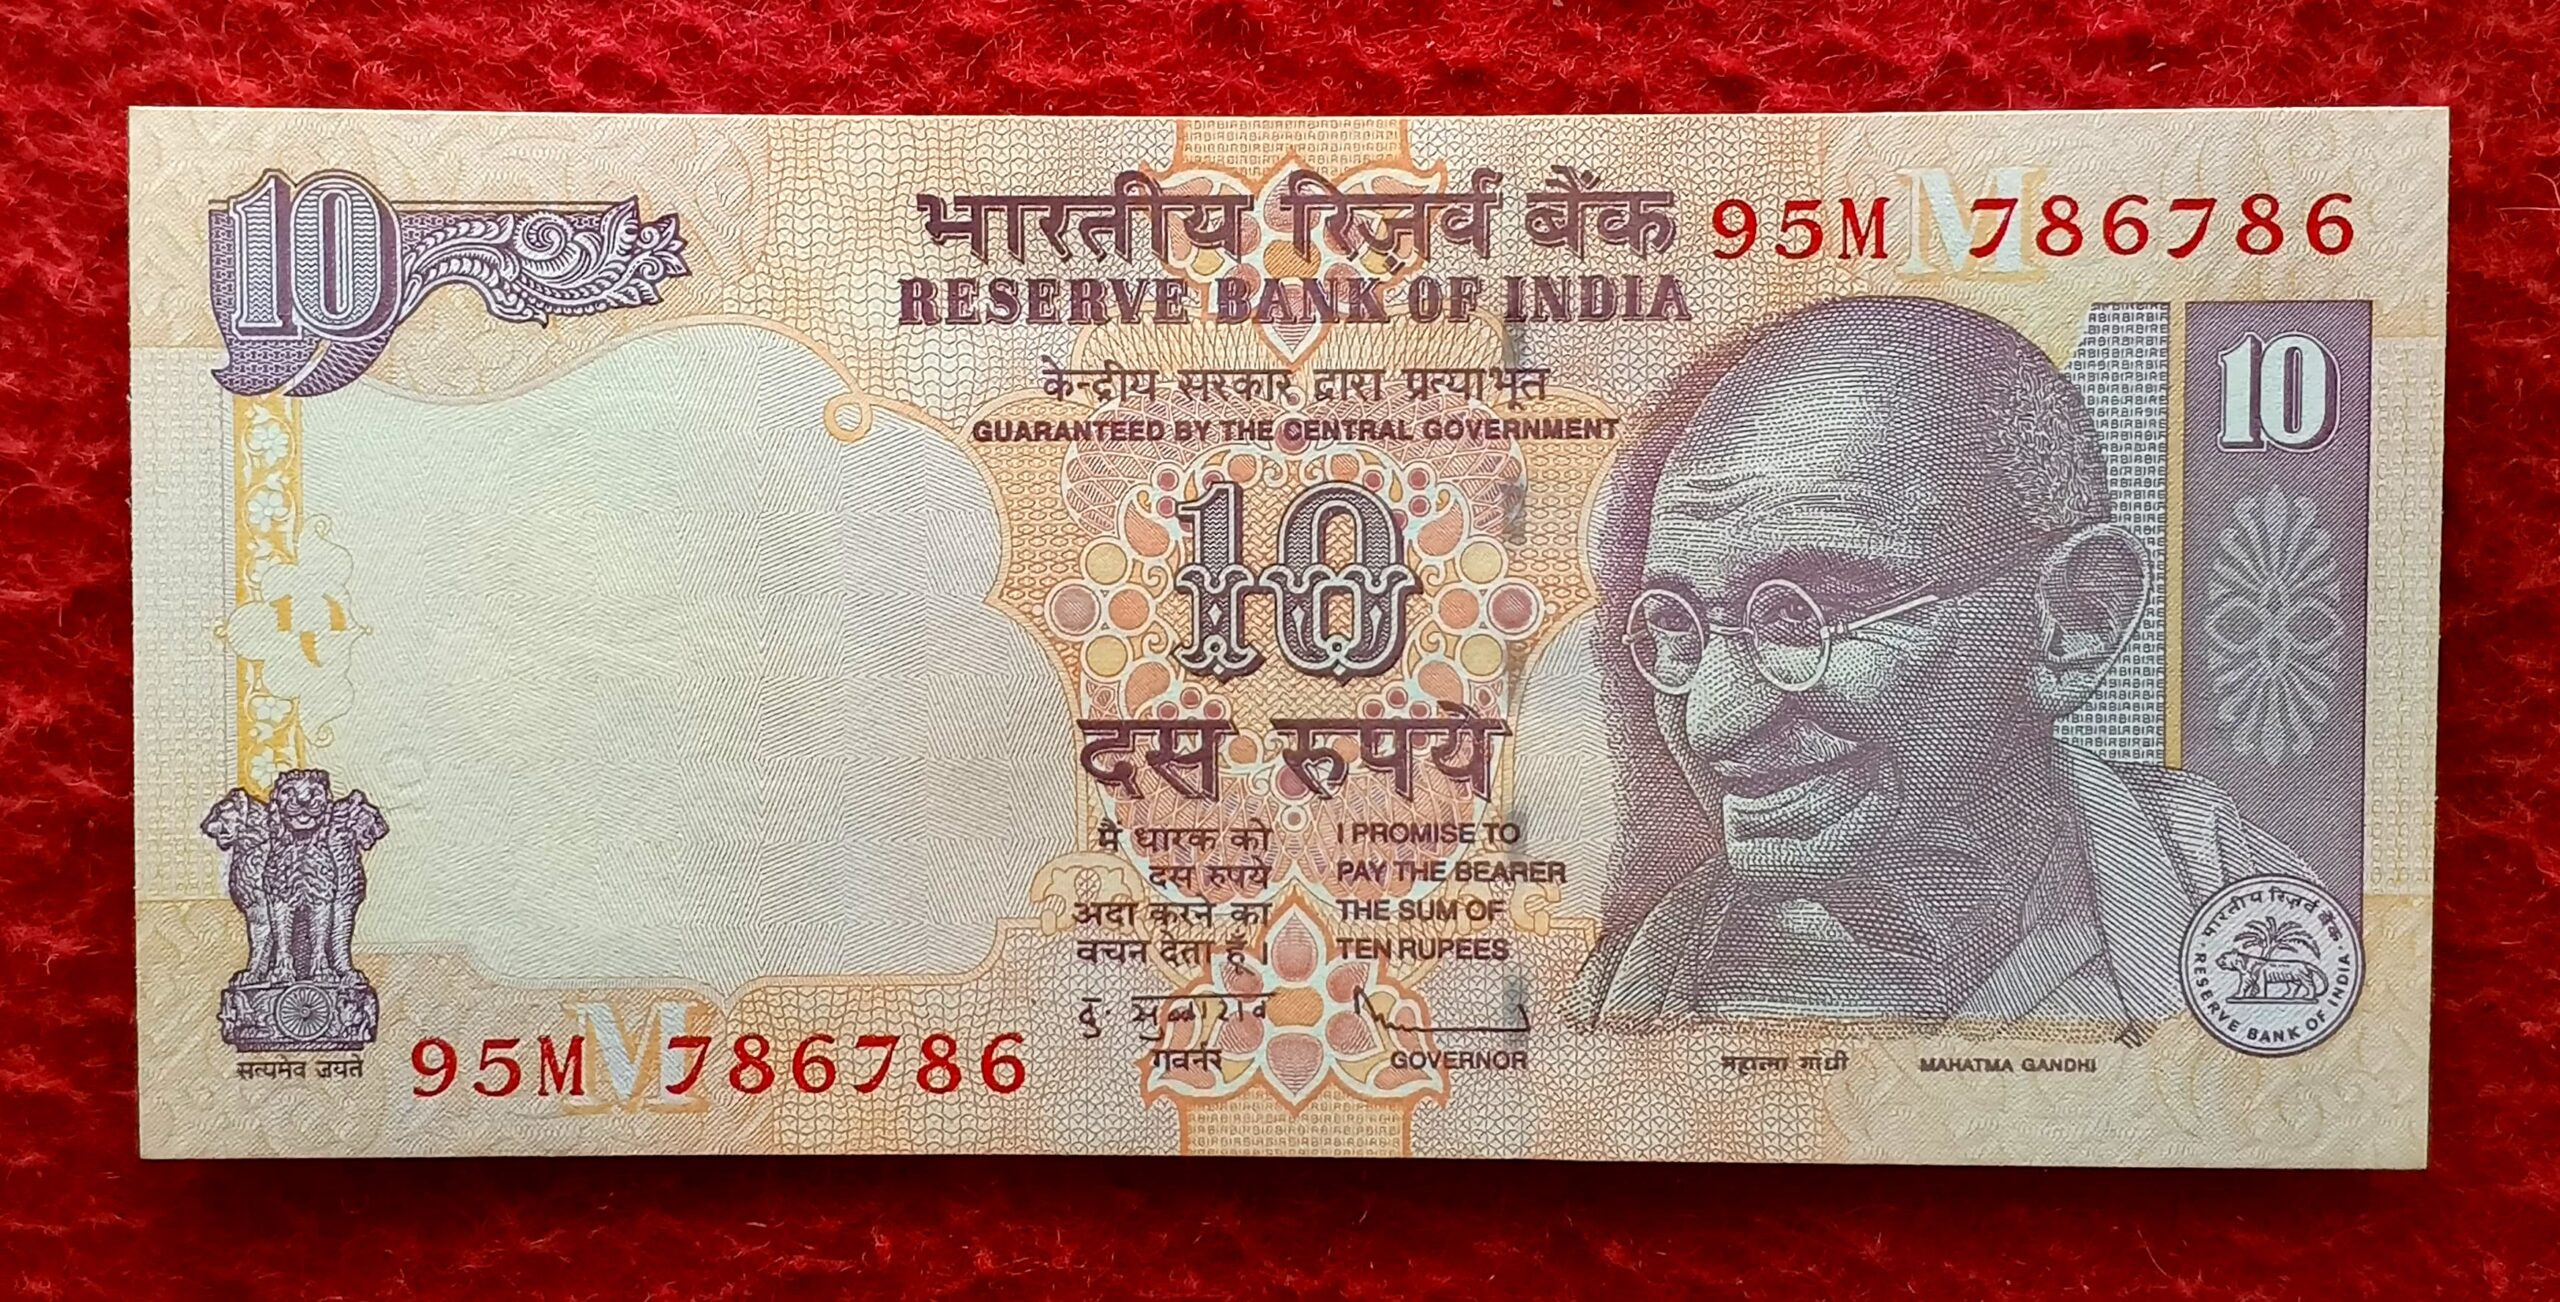 10
भारतीय रिज़र्व बैंक
95M 786786
RESERVE BANK OF INDIA
10
केन्द्रीय सरकार द्वारा प्रत्याभूत
GUARANTEED BY THE CENTRAL GOVERNMENT
10
दस रुपये
मैं धारक को
दस रुपये
अदा करने का
वचन देता हूँ।
I PROMISE TO
PAY THE BEARER
THE SUM OF
TEN RUPEES
दु. सुब्बाराव
गवर्नर
GOVERNOR
सत्यमेव जयते
M
95M 786786
महात्मा गांधी
MAHATMA GANDHI
भारतीय रिज़र्व बैंक
RESERVE BANK OF INDIA
M